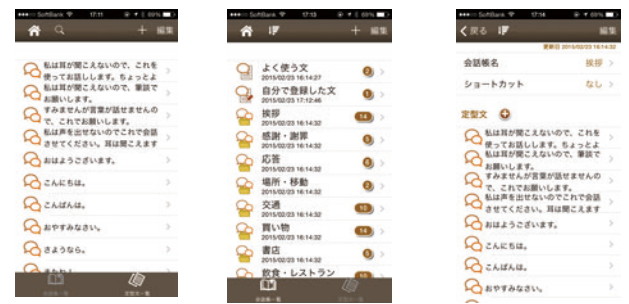 SoftBank 17:11 69%
編集
私は耳が聞こえないので、これを
使ってお話しします。ちょっとよ
私は耳が聞こえないので、筆談で
お願いします。
すみませんが言葉が話せませんの
で、これでお願いします。
私は声を出せないのでこれで会話
させてください。耳は聞こえます
おはようございます。
こんにちは。
こんばんは。
おやすみなさい。
さようなら。
定型文一覧
SoftBank 17:13 69%
編集
よく使う文
2015/02/23 16:14:27
自分で登録した文
2015/02/23 17:12:46
挨拶
2015/02/23 16:14:32
14
感謝・謝罪
2015/02/23 16:14:32
応答
2015/02/23 16:14:32
場所・移動
2015/02/23 16:14:32
交通
2015/02/23 16:14:32
10
買い物
2015/02/23 16:14:32
14
書店
2015/02/23 16:14:32
飲食・レストラン
SoftBank 17:14 69%
戻る
編集
更新日 2015/02/23 16:14:32
会話帳名 挨拶
ショートカット なし
定型文
私は耳が聞こえないので、これを
使ってお話しします。ちょっとよ
私は耳が聞こえないので、筆談で
お願いします。
すみませんが言葉が話せませんの
で、これでお願いします。
私は声を出せないのでこれで会話
させてください。耳は聞こえます
おはようございます。
こんにちは。
こんばんは。
おやすみなさい。